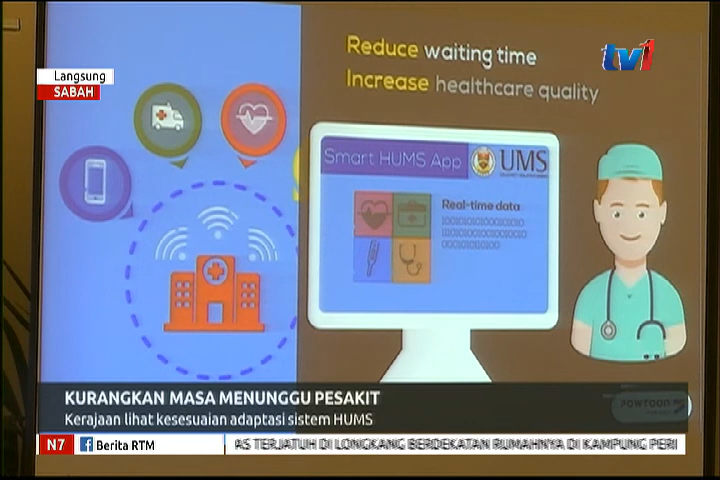 Reduce waiting time
Increase healthcare quality
tv1
Langsung
SABAH
Smart HUMS App
UMS
Real-time data
KURANGKAN MASA MENUNGGU PESAKIT
Kerajaan lihat kesesuaian adaptasi sistem HUMS
POWTOON
N7
Berita RTM
AS TERJATUH DI LONGKANG BERDEKATAN RUMAHNYA DI KAMPUNG PERI